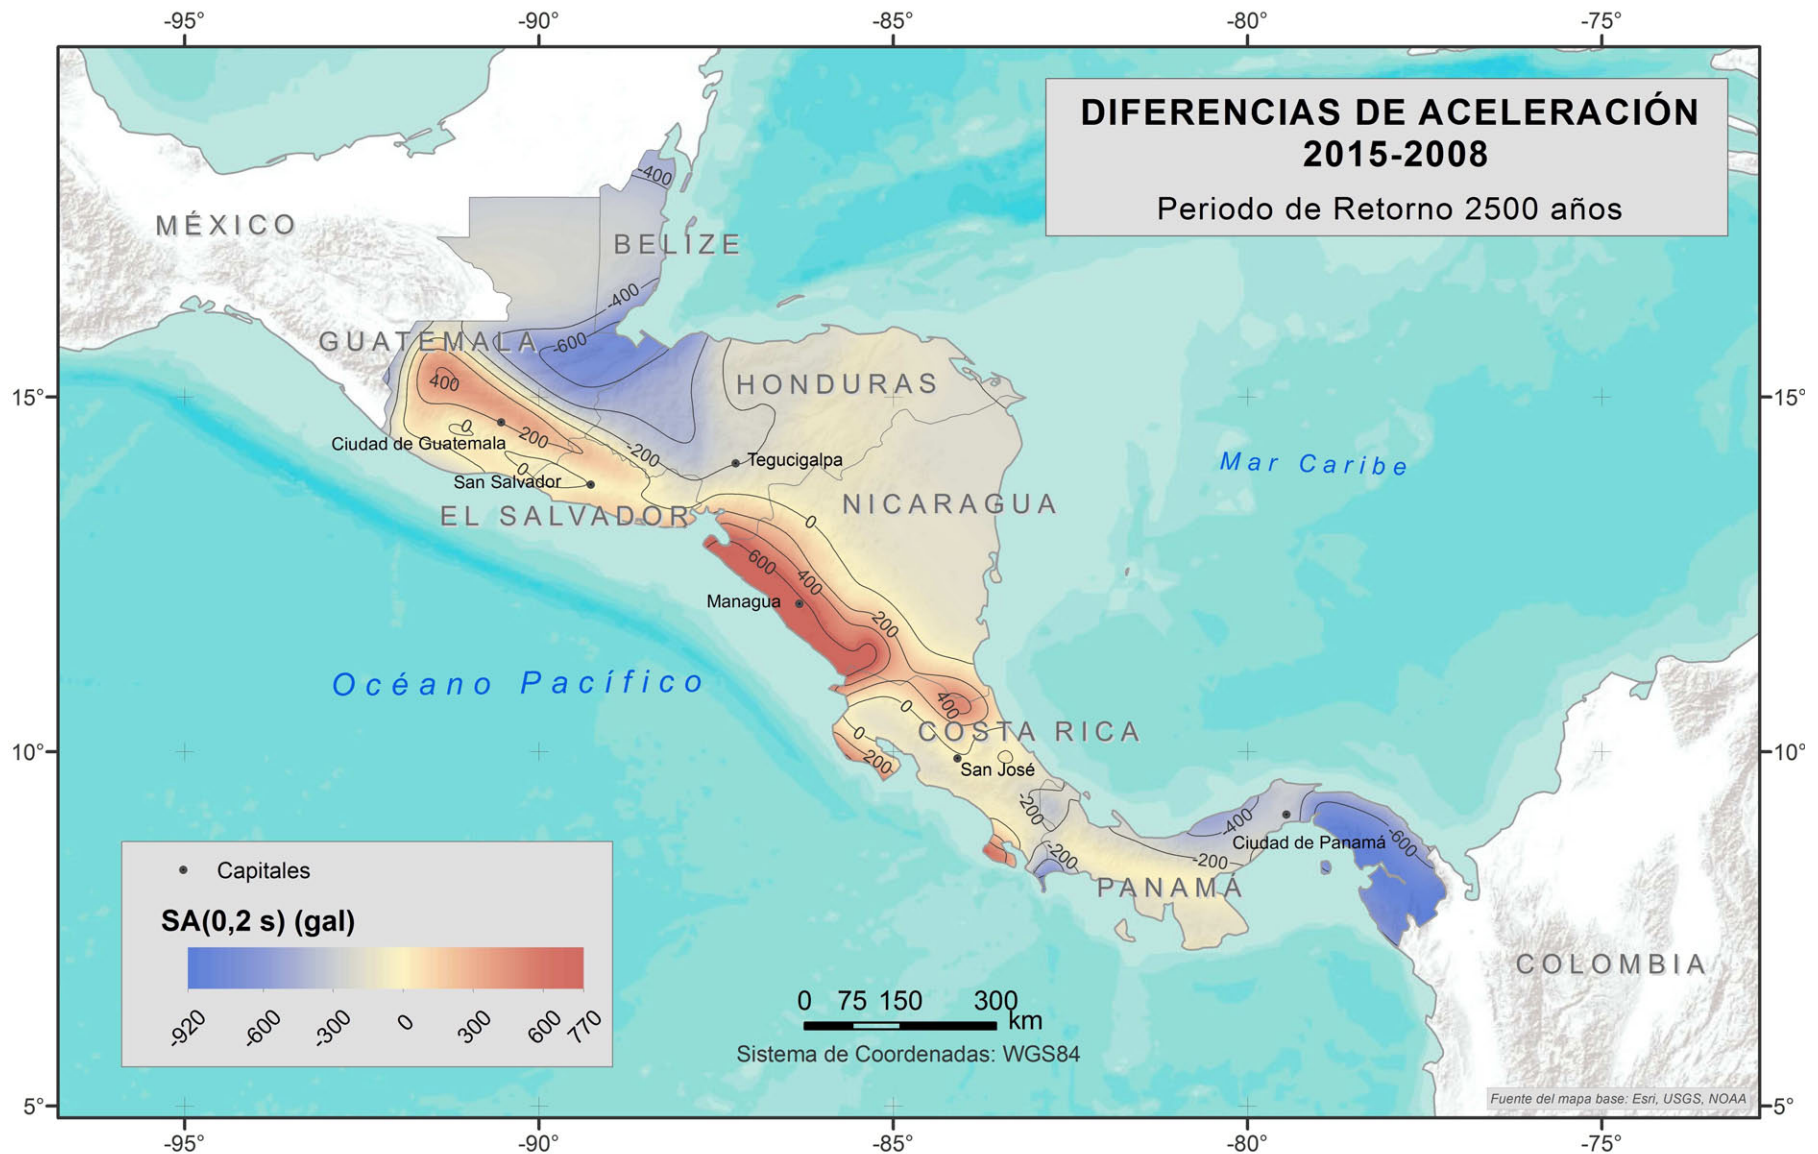 -95°
-90°
-85°
-80°
-75°
DIFERENCIAS DE ACELERACIÓN
2015-2008
Periodo de Retorno 2500 años
-400
MÉXICO
BELIZE
-400
GUATEMALA
-600
HONDURAS
400
15°
15°
0
Ciudad de Guatemala
200
-200
Tegucigalpa
Mar Caribe
0
San Salvador
EL SALVADOR
NICARAGUA
0
600
400
Managua
200
Océano Pacífico
400
0
COSTA RICA
0
200
10°
10°
San José
-200
-400
Ciudad de Panamá
-600
-200
-200
PANAMÁ
Capitales
SA(0,2 s) (gal)
-920
-600
-300
0
300
600
770
COLOMBIA
0
75
150
300
km
Sistema de Coordenadas: WGS84
Fuente del mapa base: Esri, USGS, NOAA
5°
5°
-95°
-90°
-85°
-80°
-75°